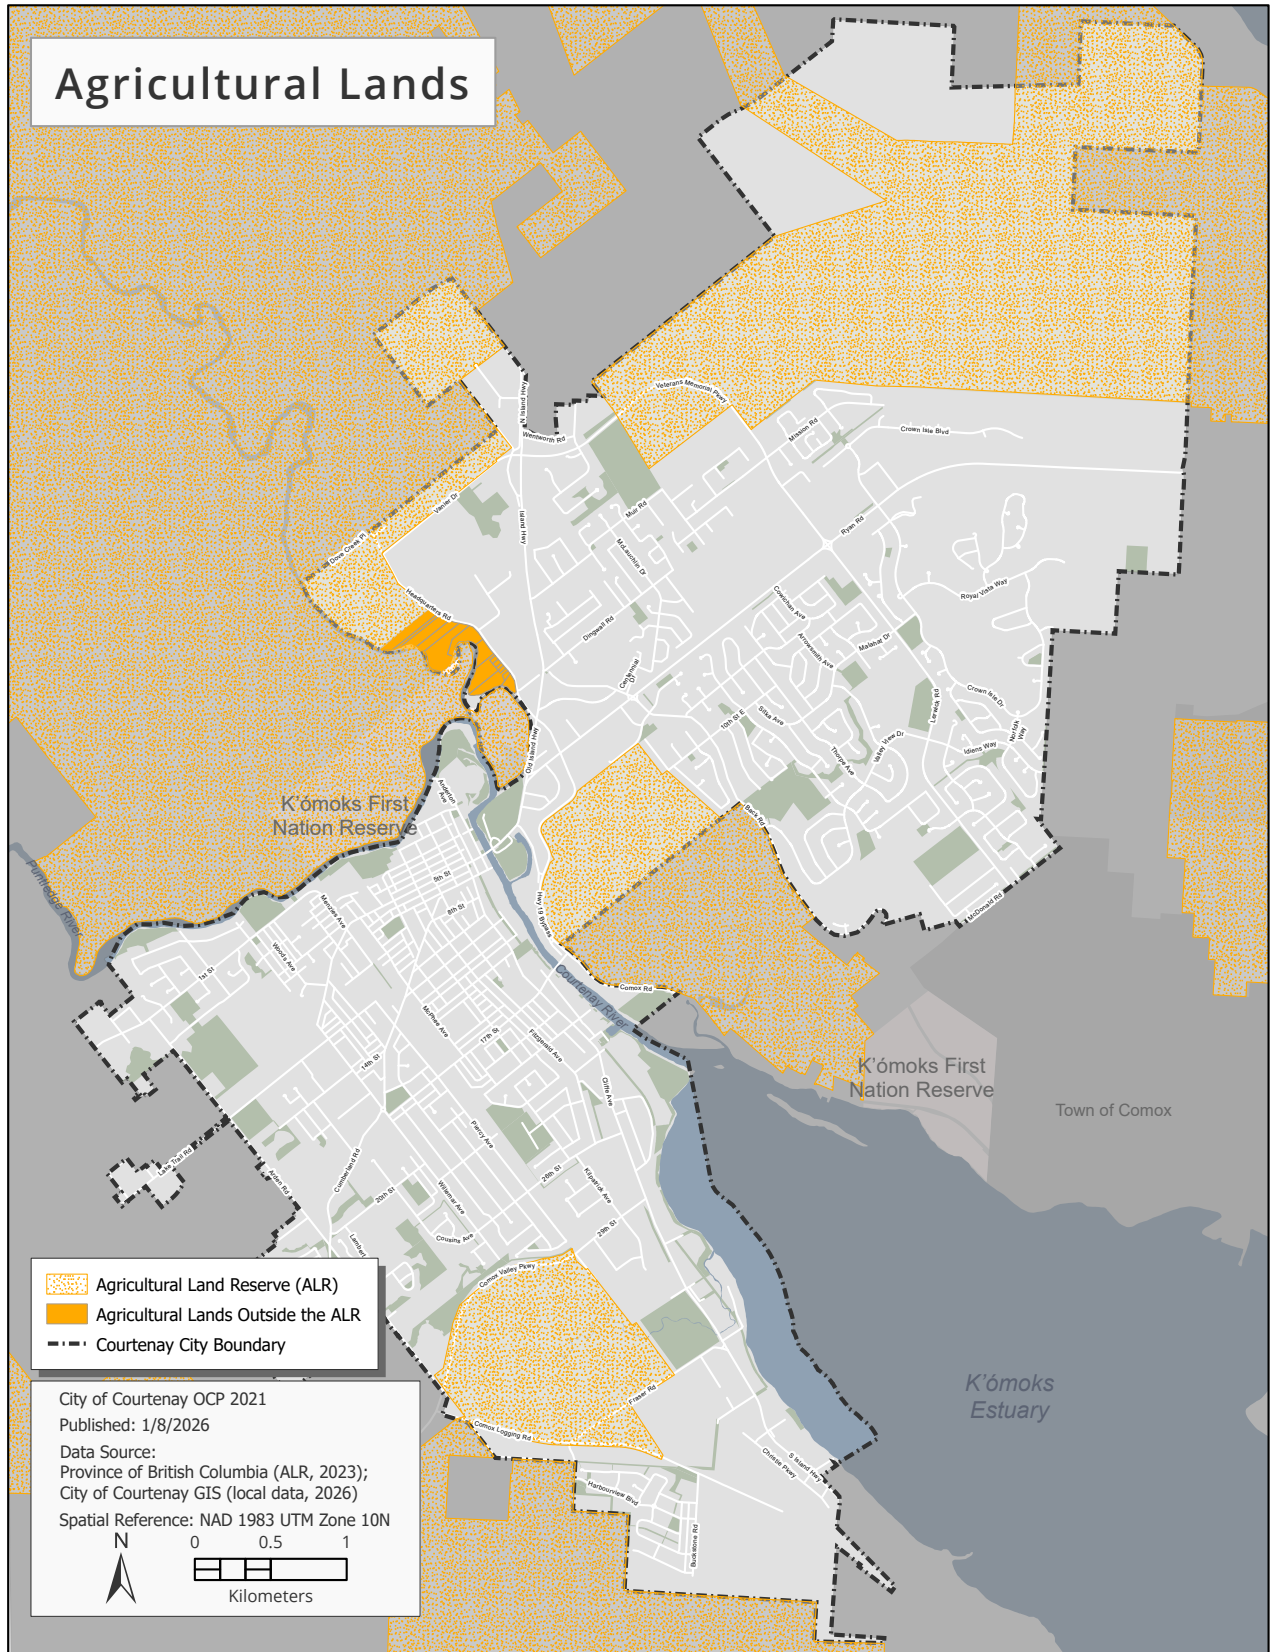 Agricultural Lands
Veterans Memorial Pkwy
N Island Hwy
Mission Rd
Crown Isle Blvd
Wentworth Rd
Vanier Dr
Muir Rd
Island Hwy
Ryan Rd
Dove Creek Pl
McLauchlin Dr
Royal Vista Way
Headquarters Rd
Cowichan Ave
Dingwall Rd
Arrowsmith Ave
Malahat Dr
Centennial
Dr
Crown Isle Dr
Lerwick Rd
10th St E
Sitka Ave
Norfolk
Way
Valley View Dr
Idiens Way
Old Island Hwy
Thorpe Ave
Anderton
Ave
K'ómoks First
Nation Reserve
Back Rd
Puntledge River
5th St
8th St
Menzies Ave
Hwy 19 Bypass
McDonald Rd
Woods Ave
1st St
Courtenay River
Comox Rd
McPhee Ave
17th St
Fitzgerald Ave
14th St
K'ómoks First
Nation Reserve
Cliffe Ave
Town of Comox
Piercy Ave
Lake Trail Rd
Arden Rd
Cumberland Rd
26th St
Kilpatrick Ave
20th St
Willemar Ave
29th St
Cousins Ave
Lambert
Comox Valley Pkwy
Agricultural Land Reserve (ALR)
Agricultural Lands Outside the ALR
Courtenay City Boundary
K'ómoks
Estuary
Fraser Rd
Comox Logging Rd
S Island Hwy
Christie Pkwy
Harbourview Blvd
Buckstone Rd
City of Courtenay OCP 2021
Published: 1/8/2026
Data Source:
Province of British Columbia (ALR, 2023);
City of Courtenay GIS (local data, 2026)
Spatial Reference: NAD 1983 UTM Zone 10N
N
0 0.5 1
Kilometers